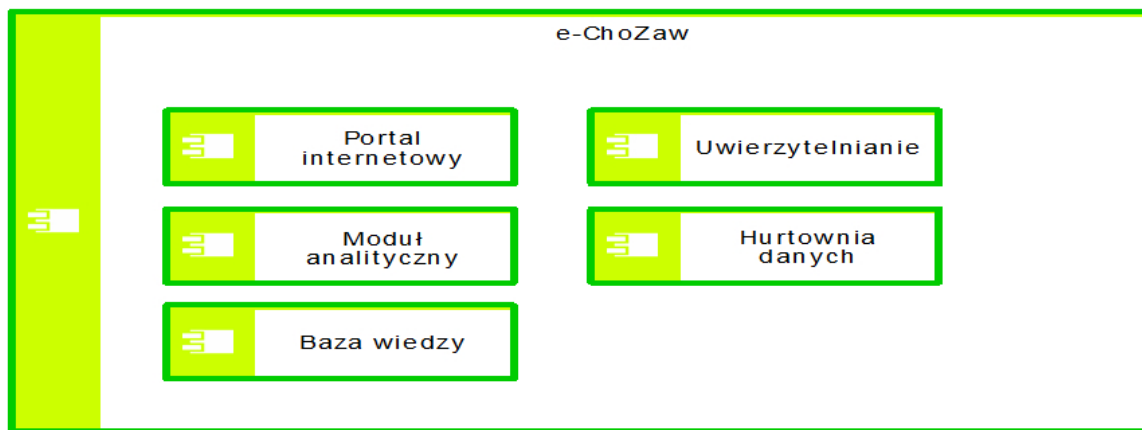 e-ChoZaw
Portal
internetowy
Uwierzytelnianie
Moduł
analityczny
Hurtownia
danych
Baza wiedzy